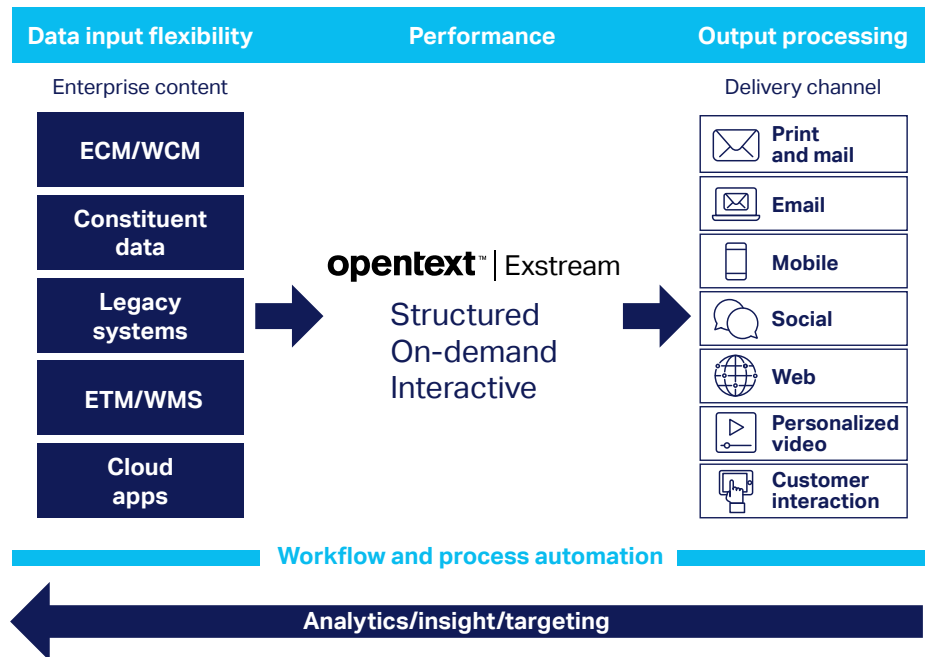 Data input flexibility
Performance
Output processing
Enterprise content
Delivery channel
ECM/WCM
Constituent
data
Legacy
systems
ETM/WMS
Cloud
apps
opentext™ | Exstream
Structured
On-demand
Interactive
Print
and mail
Email
Mobile
Social
Web
Personalized
video
Customer
interaction
Workflow and process automation
Analytics/insight/targeting